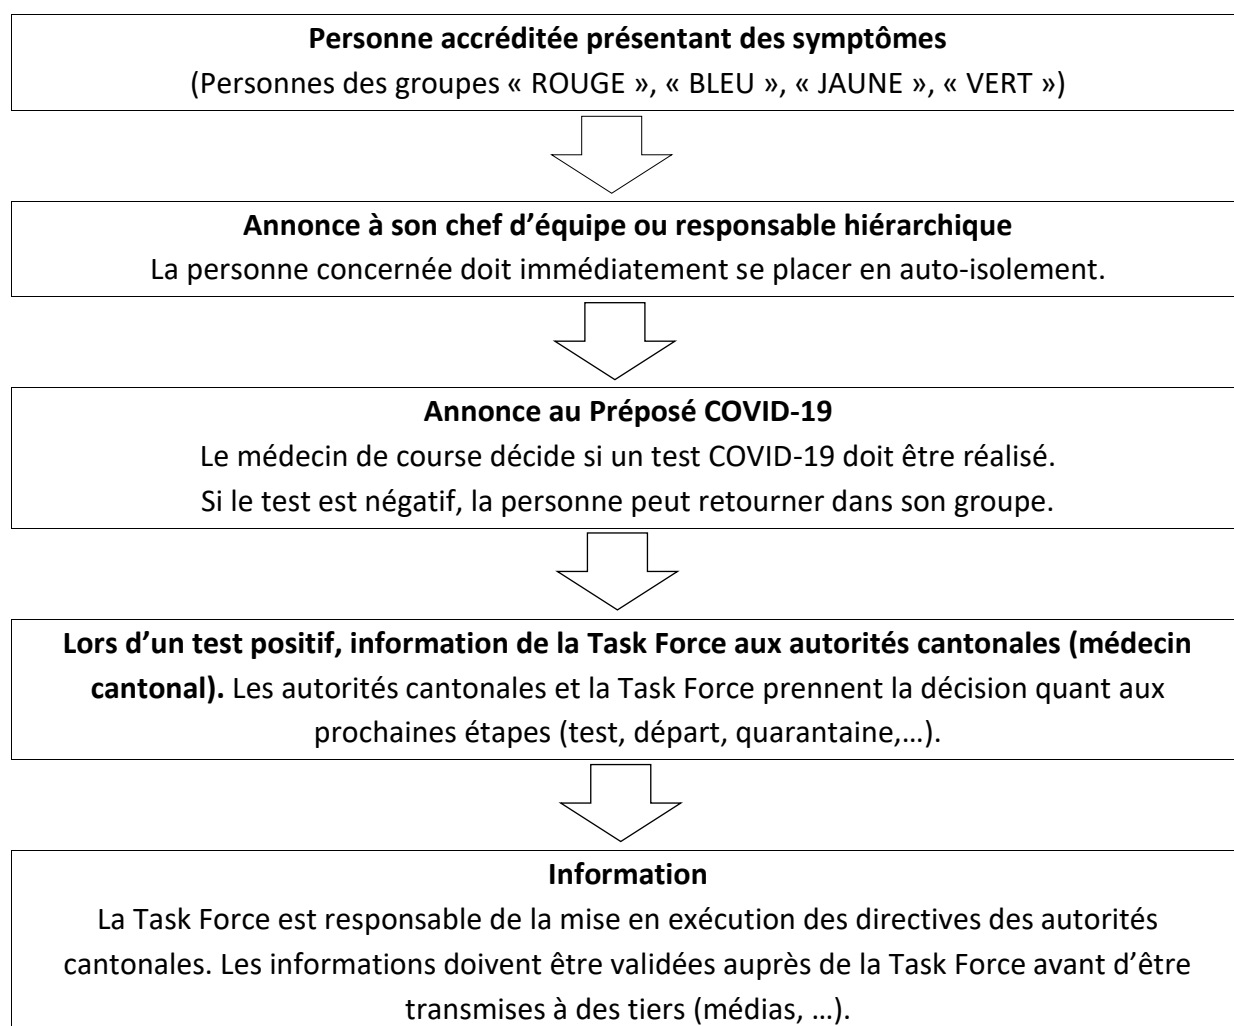 Personne accréditée présentant des symptômes
(Personnes des groupes « ROUGE », « BLEU », « JAUNE », « VERT »)
Annonce à son chef d’équipe ou responsable hiérarchique
La personne concernée doit immédiatement se placer en auto-isolement.
Annonce au Préposé COVID-19
Le médecin de course décide si un test COVID-19 doit être réalisé.
Si le test est négatif, la personne peut retourner dans son groupe.
Lors d’un test positif, information de la Task Force aux autorités cantonales (médecin
cantonal). Les autorités cantonales et la Task Force prennent la décision quant aux
prochaines étapes (test, départ, quarantaine,…).
Information
La Task Force est responsable de la mise en exécution des directives des autorités
cantonales. Les informations doivent être validées auprès de la Task Force avant d’être
transmises à des tiers (médias, …).